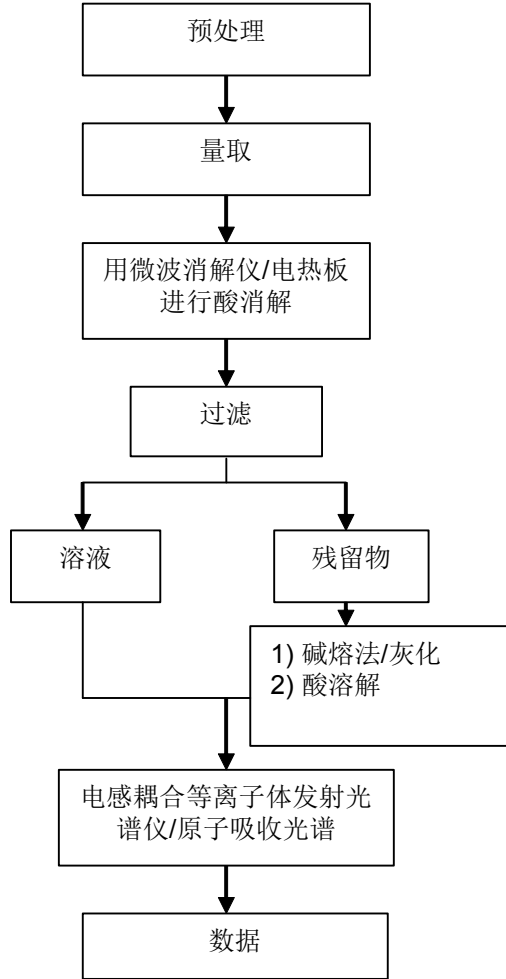 预处理
量取
用微波消解仪/电热板
进行酸消解
过滤
溶液
残留物
1) 碱熔法/灰化
2) 酸溶解
电感耦合等离子体发射光
谱仪/原子吸收光谱
数据